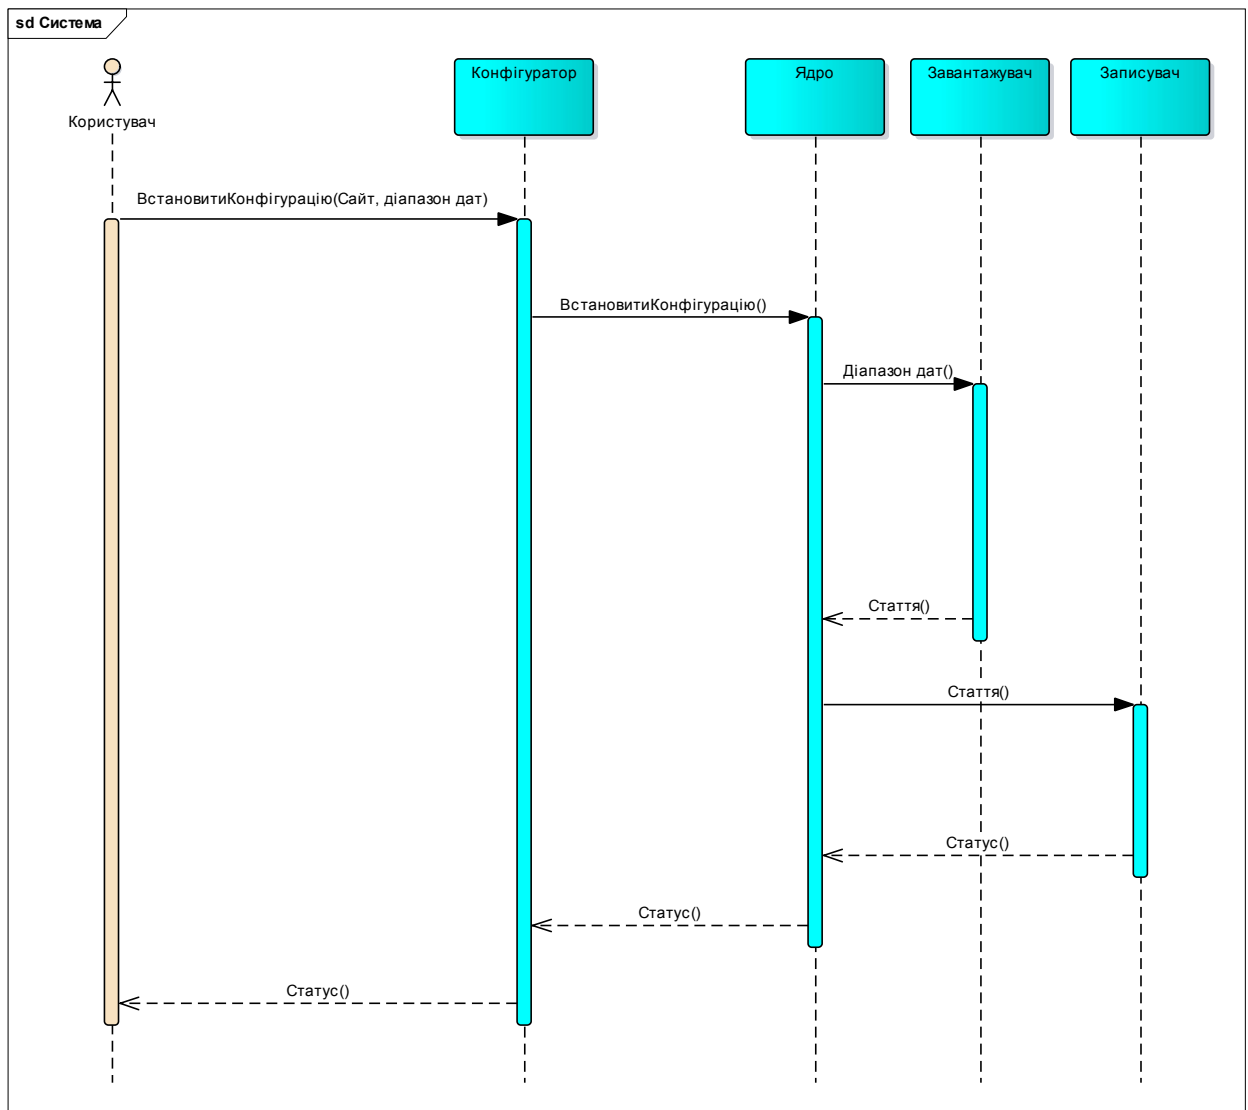 sd Система
Користувач
Конфігуратор
Ядро
Завантажувач
Записувач
ВстановитиКонфігурацію(Сайт, діапазон дат)
ВстановитиКонфігурацію()
Діапазон дат()
Стаття()
Стаття()
Статус()
Статус()
Статус()